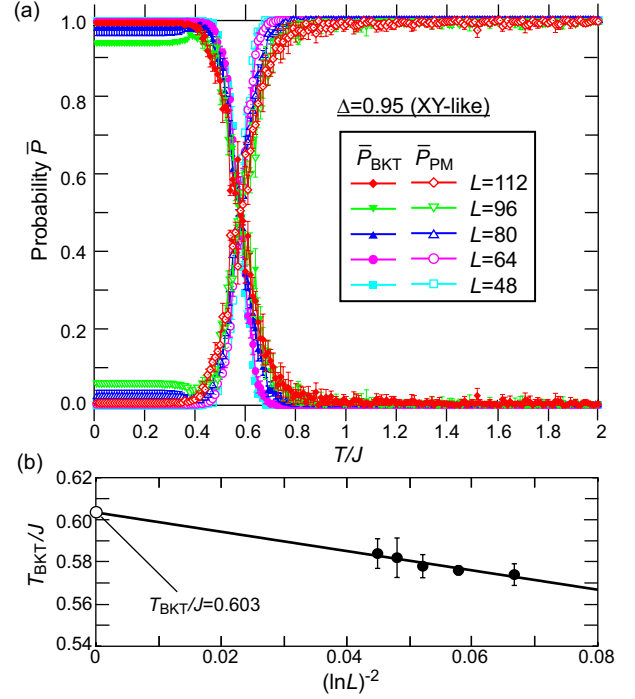 (a)
1.0
0.8
0.6
0.4
0.2
0.0
Probability P̄
Δ=0.95 (XY-like)
P̄BKT P̄PM
L=112
L=96
L=80
L=64
L=48
0 0.2 0.4 0.6 0.8 1 1.2 1.4 1.6 1.8 2
T/J
(b)
0.62
0.60
0.58
0.56
0.54
TBKT/J
TBKT/J=0.603
0 0.02 0.04 0.06 0.08
(lnL)⁻²